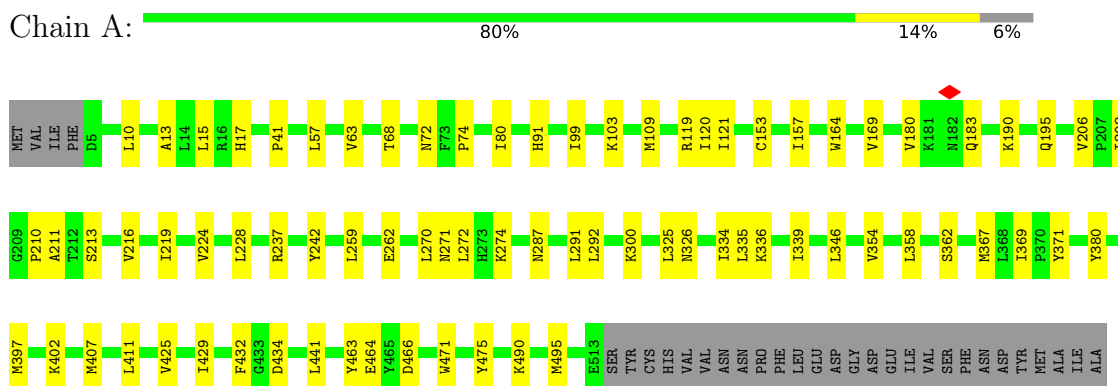 Chain A:
80% 14% 6%
MET VAL ILE PHE D5 L10 A13 L14 L15 R16 H17 P41 L57 V63 T68 N72 F73 P74 I80 H91 I99 K103 M109 R119 I120 I121 C153 I157 W164 V169 V180 K181 N182 Q183 K190 Q195 V206 P207
G209 P210 A211 T212 S213 V216 I219 V224 L228 R237 Y242 L259 E262 L270 N271 L272 H273 K274 N287 L291 L292 K300 L325 N326 I334 L335 K336 I339 L346 V354 L358 S362 M367 L368 I369 P370 Y371 Y380
M397 K402 M407 L411 V425 I429 F432 G433 D434 L441 Y463 E464 Y465 D466 W471 Y475 K490 M495 E513 SER TYR CYS HIS VAL VAL ASN ASN PRO PHE LEU GLU ASP GLY ASP GLU ILE VAL SER PHE ASN ASP TYR MET ALA ILE ALA